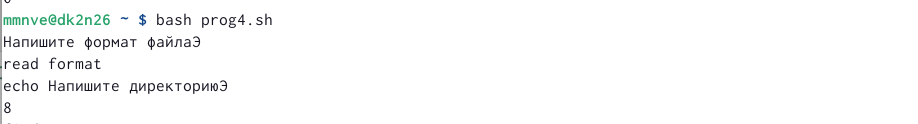 mmnve@dk2n26 ~ $ bash prog4.sh
Напишите формат файлаЭ
read format
echo Напишите директориюЭ
8